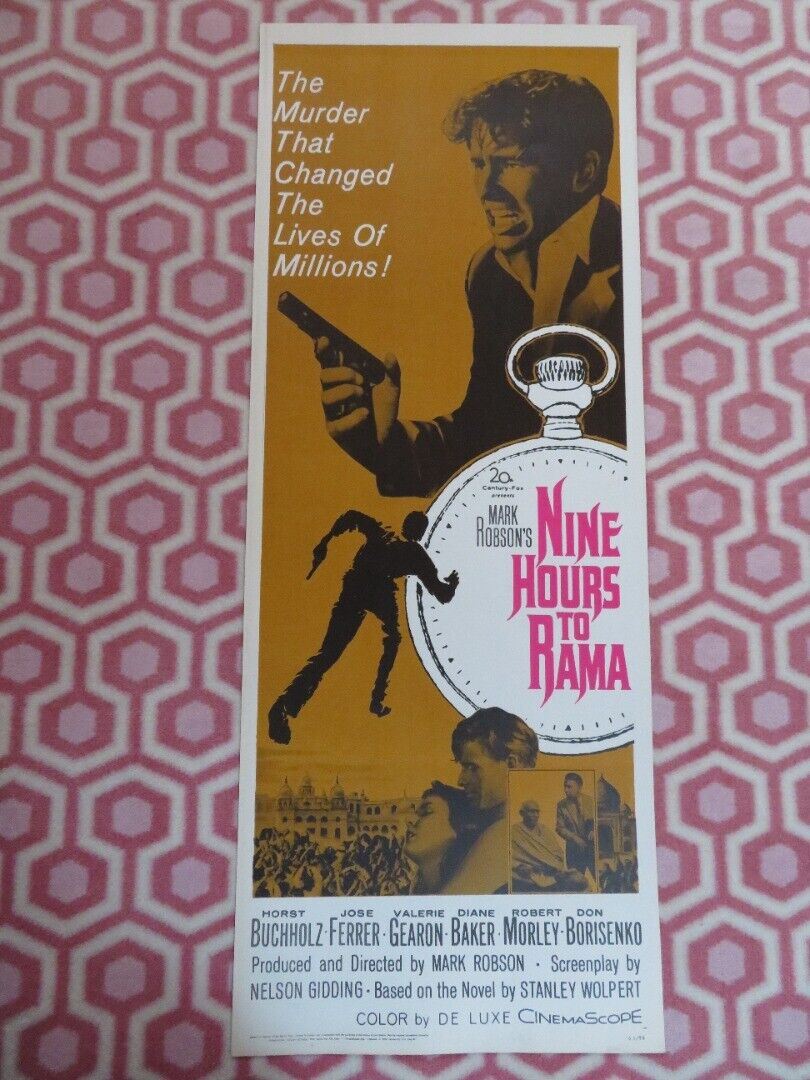 The
Murder
That
Changed
The
Lives Of
Millions!
20th
Century-Fox
presents
MARK
ROBSON'S
NINE
HOURS
TO
RAMA
HORST JOSE VALERIE DIANE ROBERT DON
BUCHHOLZ · FERRER · GEARON · BAKER · MORLEY · BORISENKO
Produced and Directed by MARK ROBSON · Screenplay by
NELSON GIDDING · Based on the Novel by STANLEY WOLPERT
COLOR by DE LUXE CINEMASCOPE